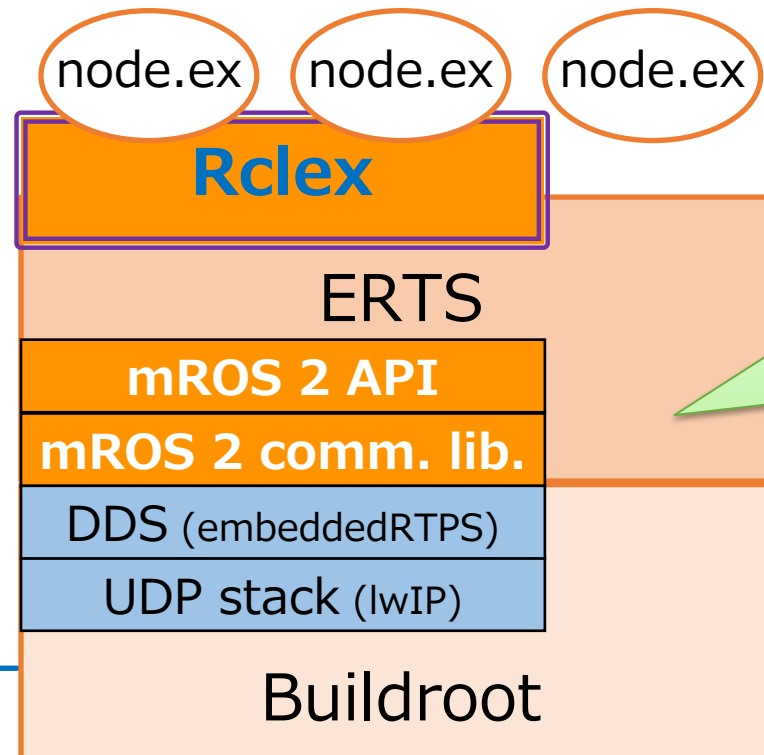 node.ex node.ex node.ex
Rclex
ERTS
mROS 2 API
mROS 2 comm. lib.
DDS (embeddedRTPS)
UDP stack (lwIP)
Buildroot